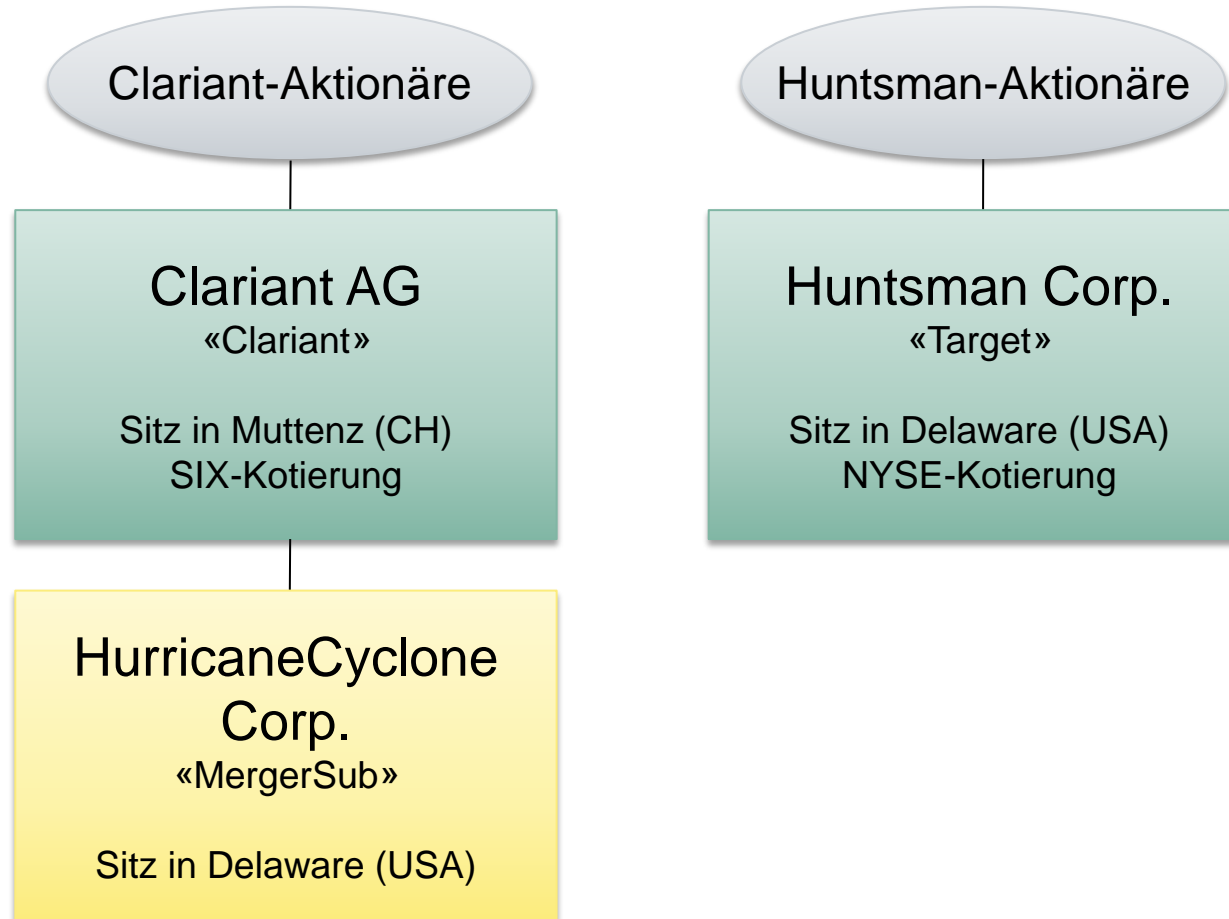 Clariant-Aktionäre
Huntsman-Aktionäre
Clariant AG
«Clariant»
Sitz in Muttenz (CH)
SIX-Kotierung
Huntsman Corp.
«Target»
Sitz in Delaware (USA)
NYSE-Kotierung
HurricaneCyclone
Corp.
«MergerSub»
Sitz in Delaware (USA)